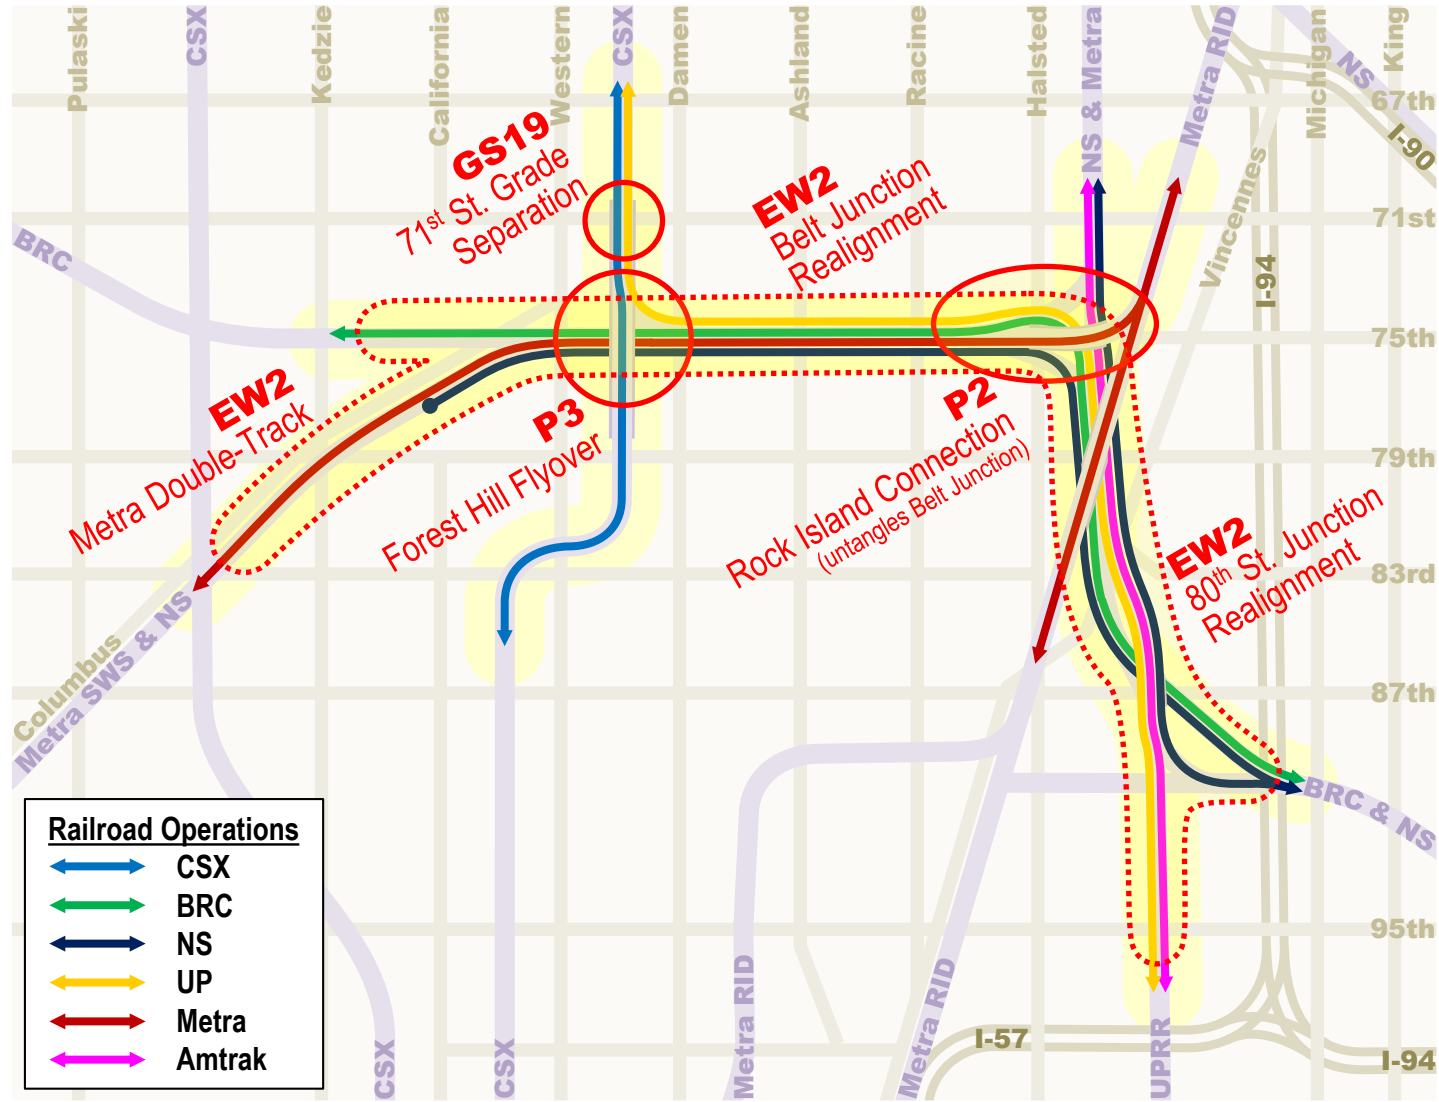 Pulaski
CSX
Kedzie
California
Western
CSX
Damen
Ashland
Racine
Halsted
NS & Metra
Metra RID
Michigan
NS
King
67th
I-90
GS19
71st St. Grade
Separation
EW2
Belt Junction
Realignment
Vincennes
71st
BRC
I-94
75th
EW2
Metra Double-Track
P3
Forest Hill Flyover
P2
Rock Island Connection
(untangles Belt Junction)
79th
EW2
80th St. Junction
Realignment
83rd
Columbus
Metra SWS & NS
87th
BRC & NS
Railroad Operations
CSX
BRC
NS
UP
Metra
Amtrak
95th
CSX
CSX
Metra RID
Metra RID
I-57
UPRR
I-94